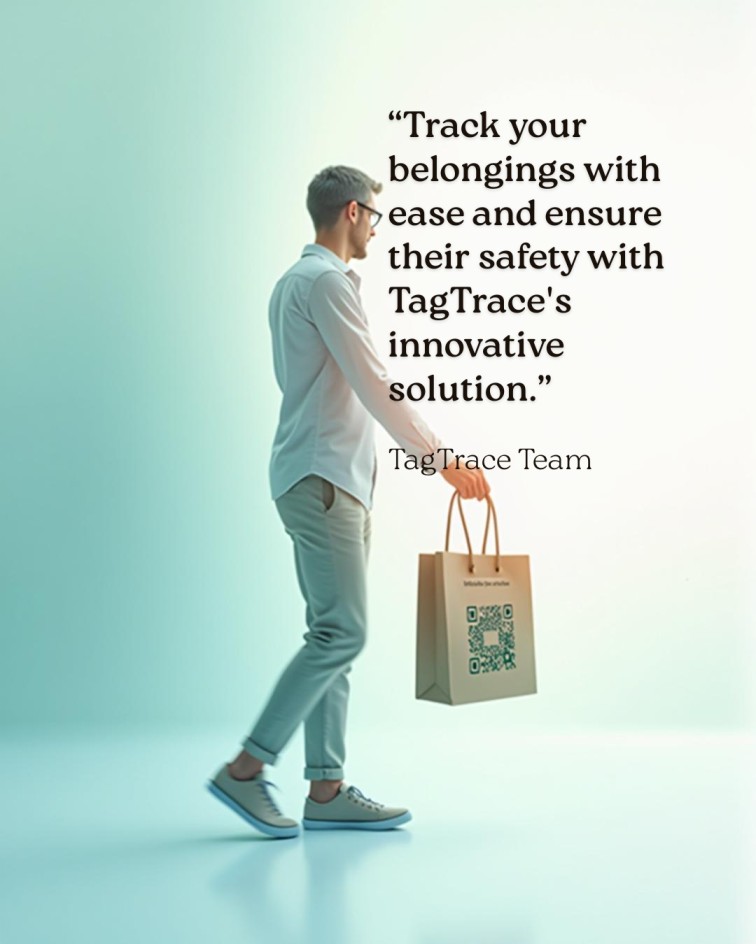 “Track your
belongings with
ease and ensure
their safety with
TagTrace's
innovative
solution.”
TagTrace Team